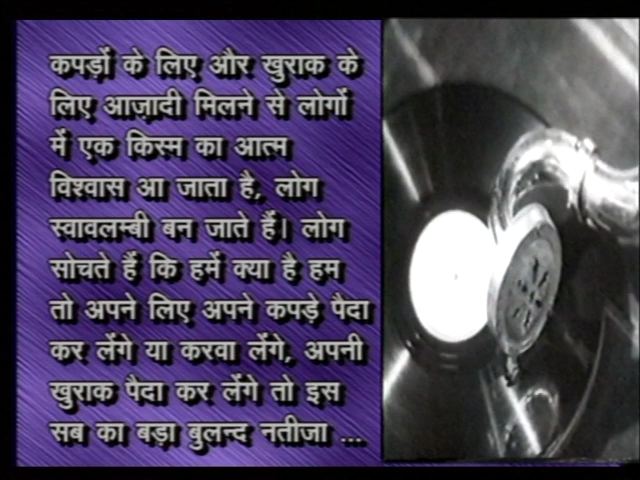 कपड़ों के लिए और खुराक के
लिए आज़ादी मिलने से लोगों
में एक किस्म का आत्म
विश्वास आ जाता है, लोग
स्वावलम्बी बन जाते हैं। लोग
सोचते हैं कि हमें क्या है हम
तो अपने लिए अपने कपड़े पैदा
कर लेंगे या करवा लेंगे, अपनी
खुराक पैदा कर लेंगे तो इस
सब का बड़ा बुलन्द नतीजा ...